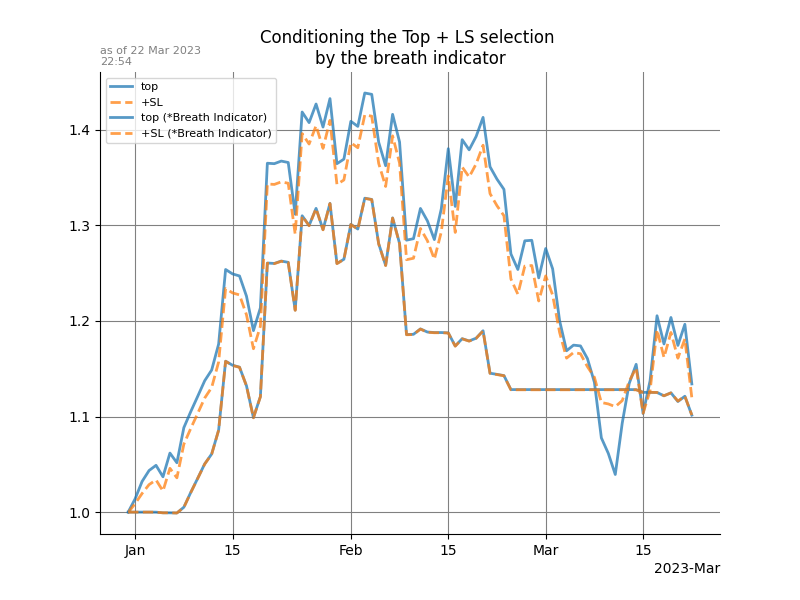 Conditioning the Top + LS selection
by the breath indicator
as of 22 Mar 2023
22:54
top
+SL
top (*Breath Indicator)
+SL (*Breath Indicator)
1.4
1.3
1.2
1.1
1.0
Jan 15 Feb 15 Mar 15
2023-Mar